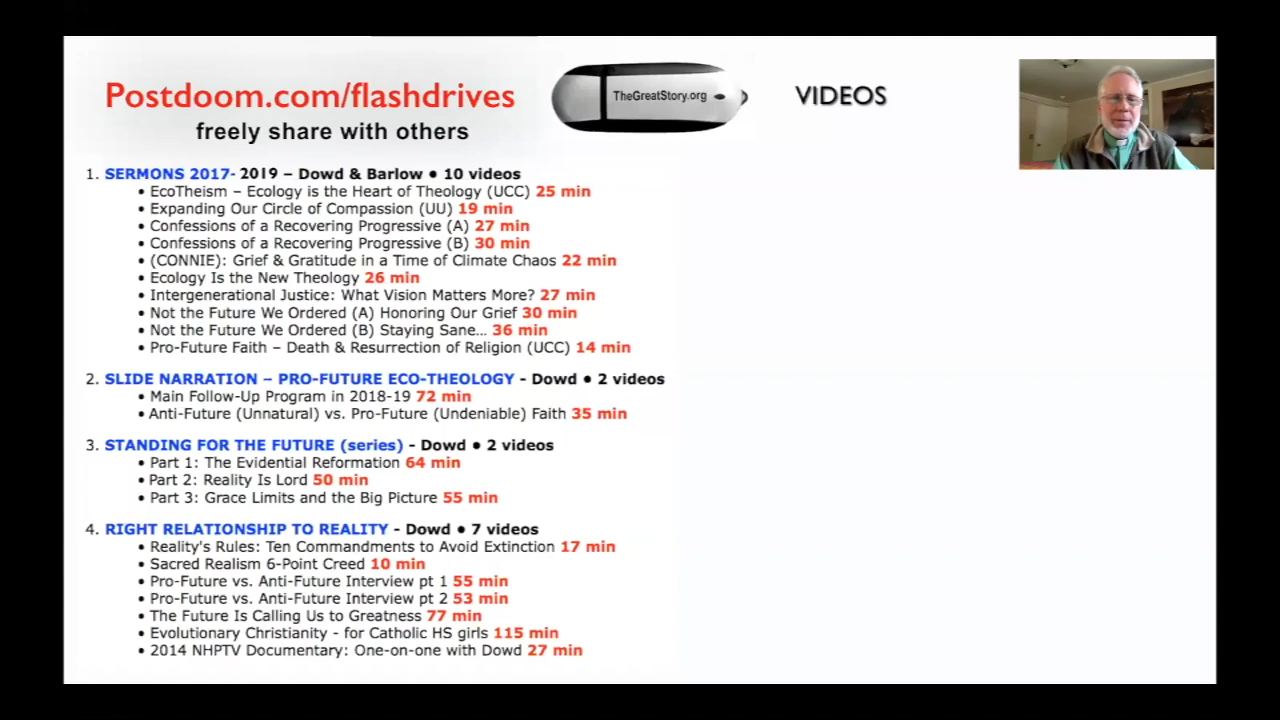 Postdoom.com/flashdrives
freely share with others
TheGreatStory.org
VIDEOS
1. SERMONS 2017- 2019 – Dowd & Barlow ● 10 videos
• EcoTheism – Ecology is the Heart of Theology (UCC) 25 min
• Expanding Our Circle of Compassion (UU) 19 min
• Confessions of a Recovering Progressive (A) 27 min
• Confessions of a Recovering Progressive (B) 30 min
• (CONNIE): Grief & Gratitude in a Time of Climate Chaos 22 min
• Ecology Is the New Theology 26 min
• Intergenerational Justice: What Vision Matters More? 27 min
• Not the Future We Ordered (A) Honoring Our Grief 30 min
• Not the Future We Ordered (B) Staying Sane... 36 min
• Pro-Future Faith – Death & Resurrection of Religion (UCC) 14 min
2. SLIDE NARRATION – PRO-FUTURE ECO-THEOLOGY - Dowd ● 2 videos
• Main Follow-Up Program in 2018-19 72 min
• Anti-Future (Unnatural) vs. Pro-Future (Undeniable) Faith 35 min
3. STANDING FOR THE FUTURE (series) - Dowd ● 2 videos
• Part 1: The Evidential Reformation 64 min
• Part 2: Reality Is Lord 50 min
• Part 3: Grace Limits and the Big Picture 55 min
4. RIGHT RELATIONSHIP TO REALITY - Dowd ● 7 videos
• Reality's Rules: Ten Commandments to Avoid Extinction 17 min
• Sacred Realism 6-Point Creed 10 min
• Pro-Future vs. Anti-Future Interview pt 1 55 min
• Pro-Future vs. Anti-Future Interview pt 2 53 min
• The Future Is Calling Us to Greatness 77 min
• Evolutionary Christianity - for Catholic HS girls 115 min
• 2014 NHPTV Documentary: One-on-one with Dowd 27 min